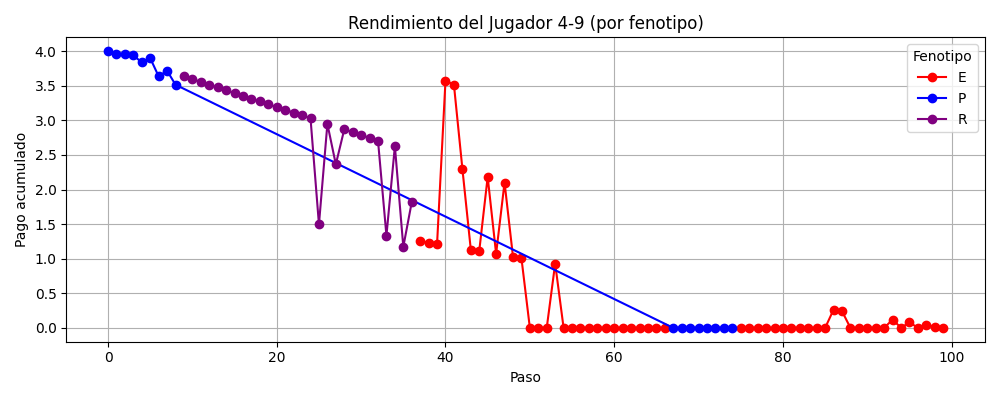 Rendimiento del Jugador 4-9 (por fenotipo)
Pago acumulado
4.0
3.5
3.0
2.5
2.0
1.5
1.0
0.5
0.0
Fenotipo
E
P
R
0
20
40
60
80
100
Paso